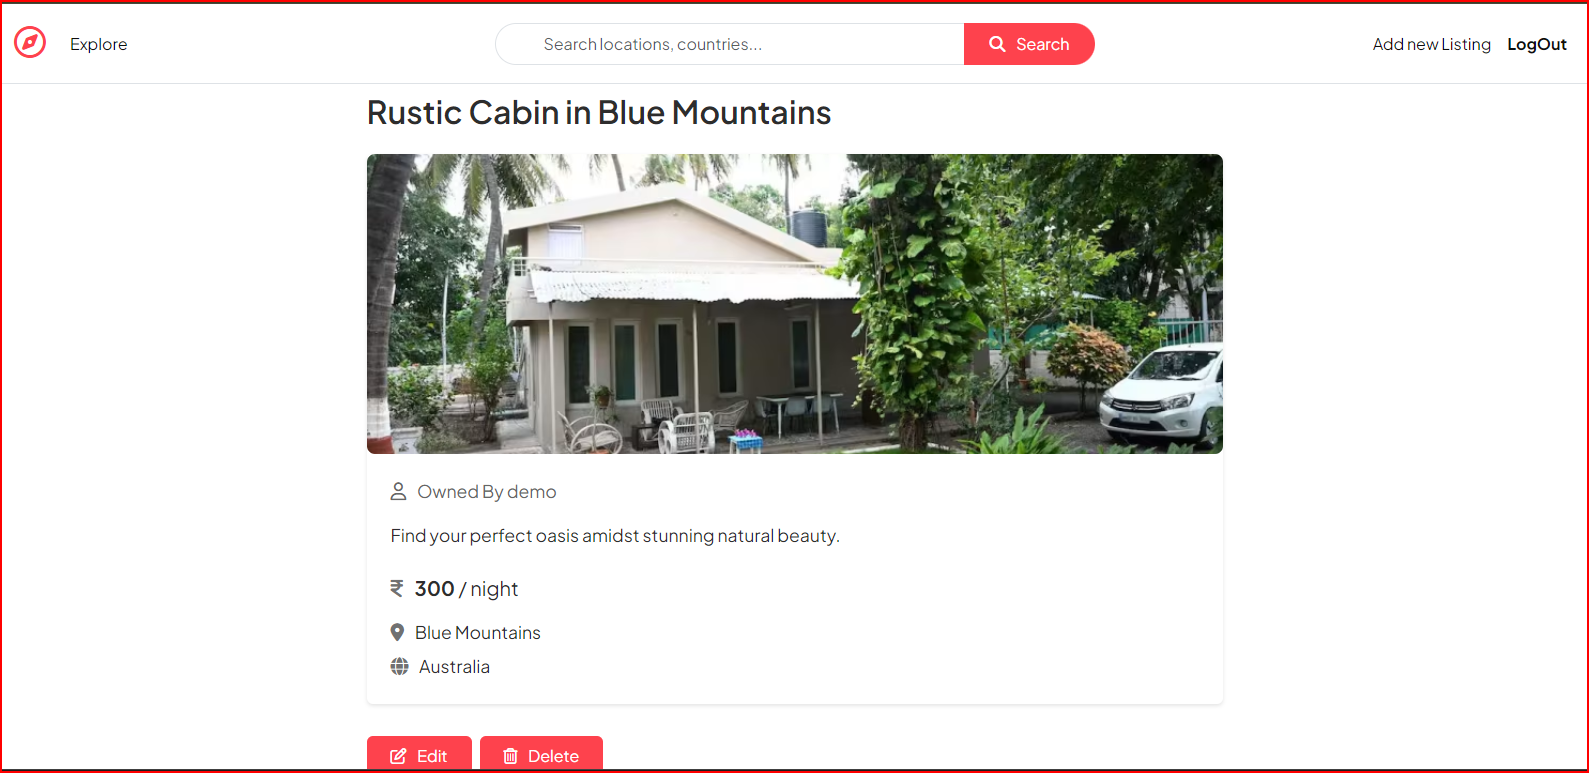 Explore
Search locations, countries...
Search
Add new Listing
LogOut
Rustic Cabin in Blue Mountains
Owned By demo
Find your perfect oasis amidst stunning natural beauty.
₹ 300 / night
Blue Mountains
Australia
Edit
Delete